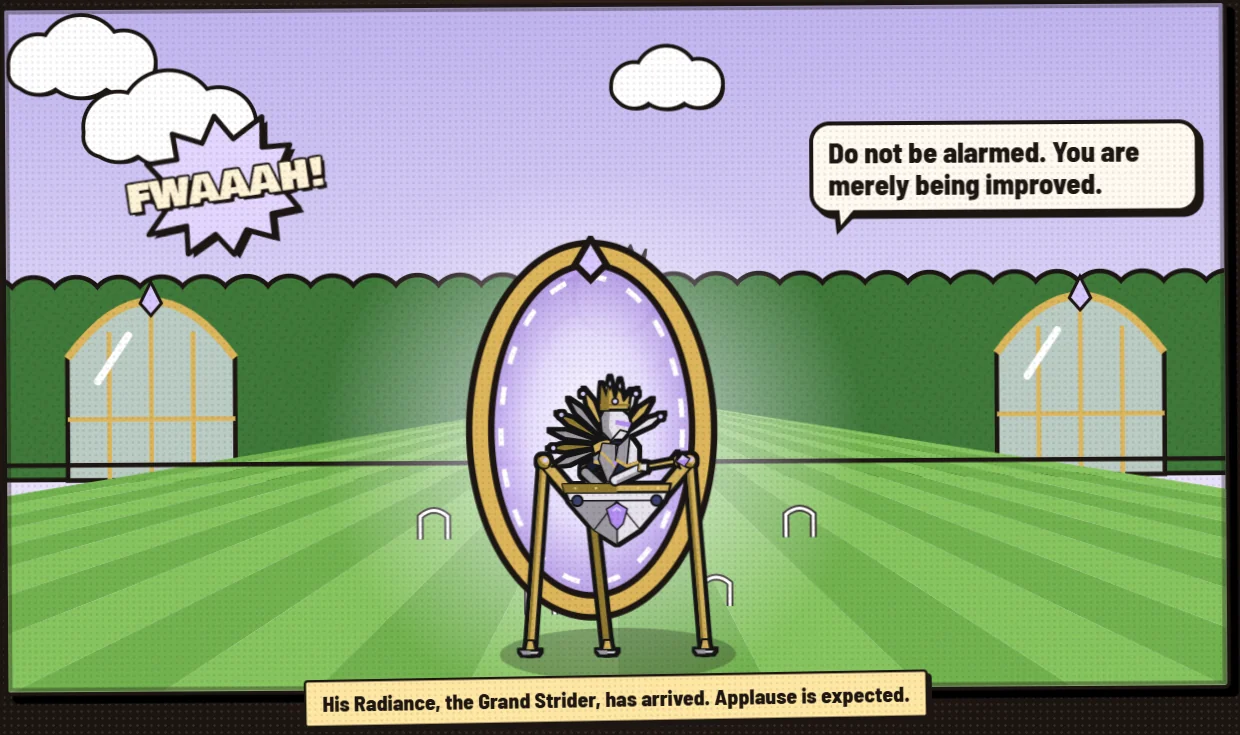 FWAAAH!
Do not be alarmed. You are
merely being improved.
His Radiance, the Grand Strider, has arrived. Applause is expected.